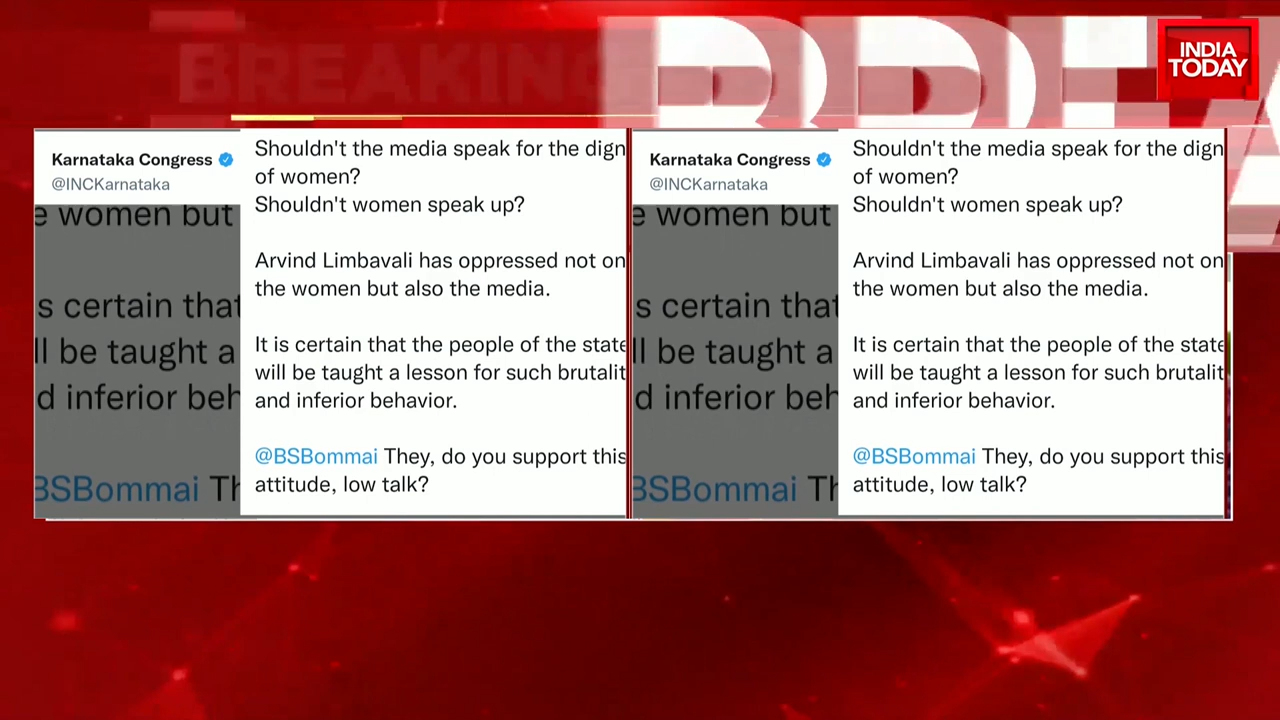 BREAKING
BREA
INDIA
TODAY
Karnataka Congress
@INCKarnataka
e women but
s certain that
ll be taught a
d inferior beh
BSBommai Th
Shouldn't the media speak for the dign
of women?
Shouldn't women speak up?
Arvind Limbavali has oppressed not on
the women but also the media.
It is certain that the people of the state
will be taught a lesson for such brutalit
and inferior behavior.
@BSBommai They, do you support this
attitude, low talk?
Karnataka Congress
@INCKarnataka
e women but
s certain that
ll be taught a
d inferior beh
BSBommai Th
Shouldn't the media speak for the dign
of women?
Shouldn't women speak up?
Arvind Limbavali has oppressed not on
the women but also the media.
It is certain that the people of the state
will be taught a lesson for such brutalit
and inferior behavior.
@BSBommai They, do you support this
attitude, low talk?